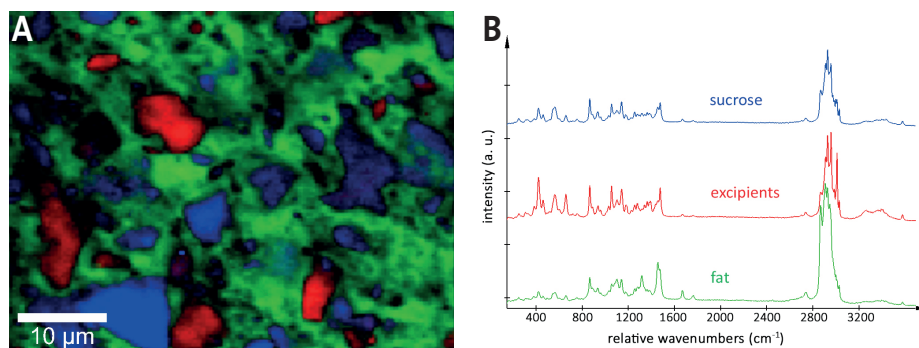 A
10 µm
B
intensity (a. u.)
sucrose
excipients
fat
400 800 1200 1600 2000 2400 2800 3200
relative wavenumbers (cm⁻¹)